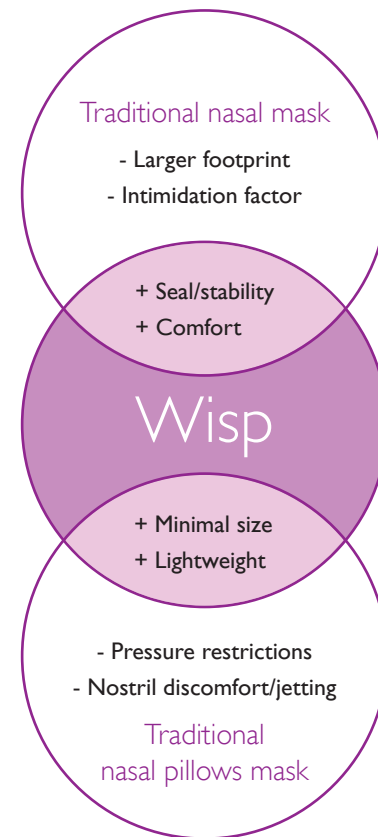 Traditional nasal mask
- Larger footprint
- Intimidation factor
+ Seal/stability
+ Comfort
Wisp
+ Minimal size
+ Lightweight
- Pressure restrictions
- Nostril discomfort/jetting
Traditional
nasal pillows mask